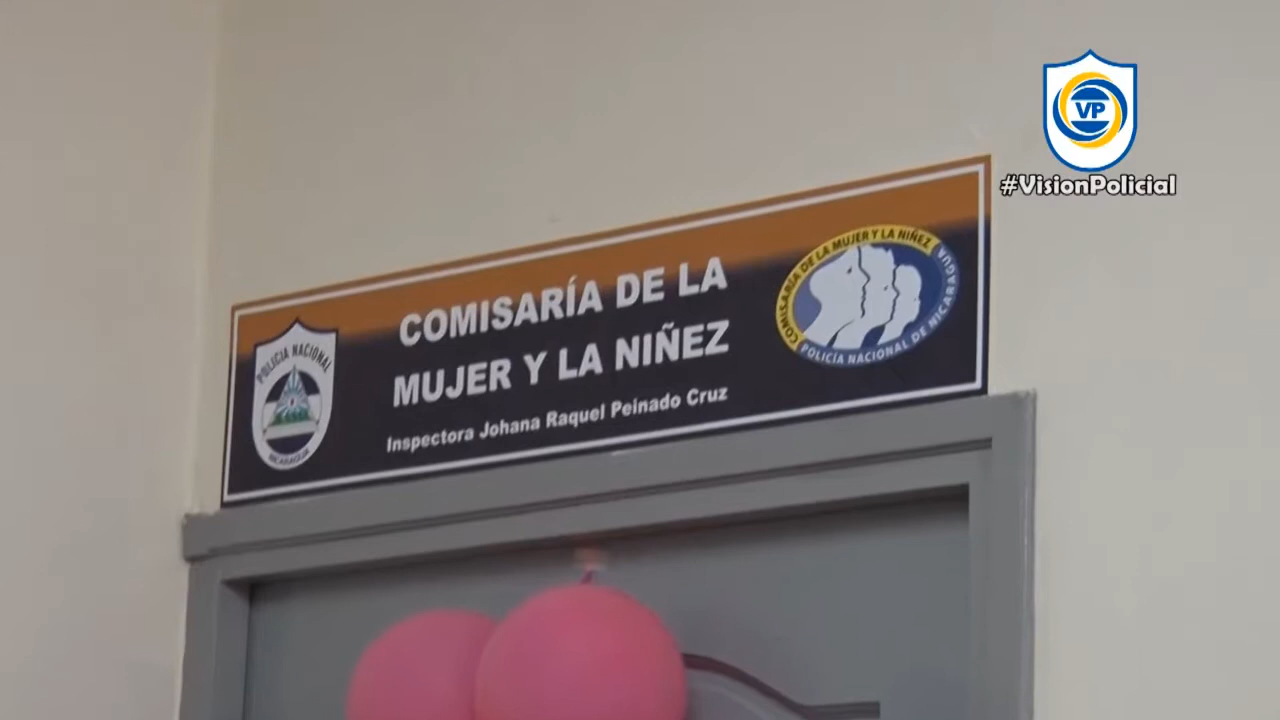 VP
#VisionPolicial
COMISARÍA DE LA
MUJER Y LA NIÑEZ
Inspectora Johana Raquel Peinado Cruz
POLICIA NACIONAL
NICARAGUA
COMISARÍA DE LA MUJER Y LA NIÑEZ
POLICÍA NACIONAL DE NICARAGUA